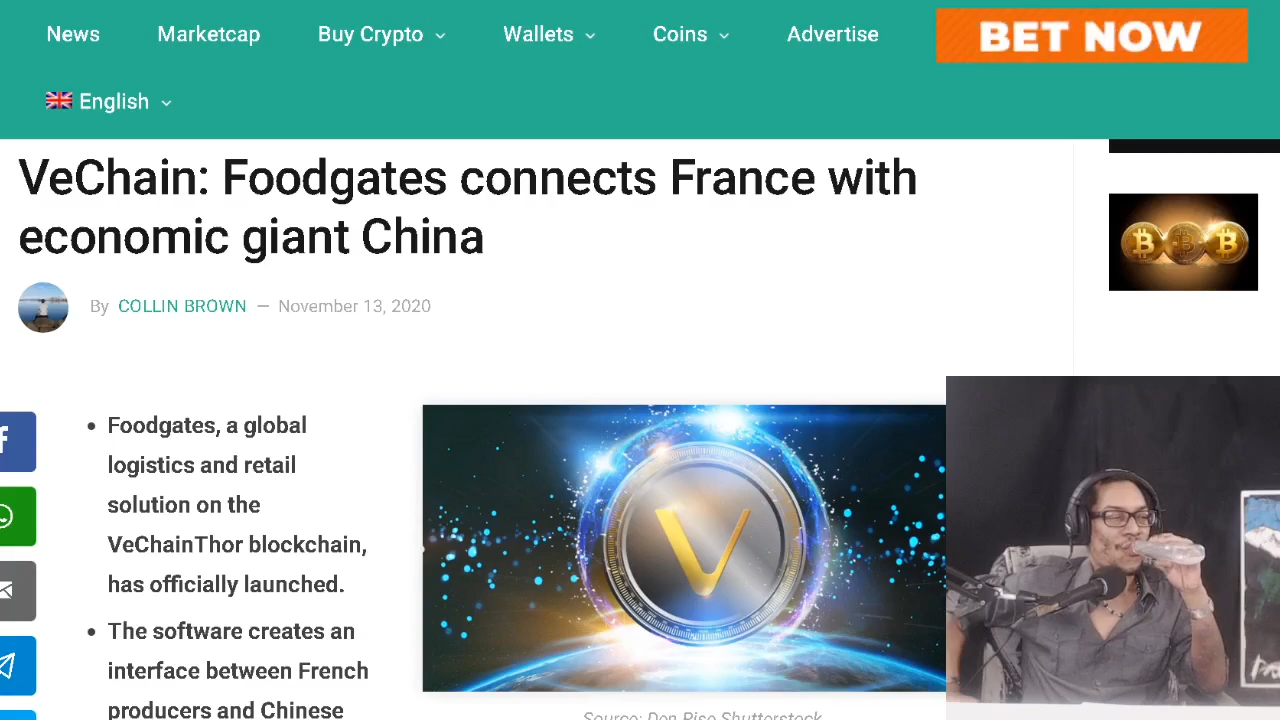 News Marketcap Buy Crypto Wallets Coins Advertise BET NOW
English
VeChain: Foodgates connects France with
economic giant China
By COLLIN BROWN — November 13, 2020
• Foodgates, a global
logistics and retail
solution on the
VeChainThor blockchain,
has officially launched.
• The software creates an
interface between French
producers and Chinese
Source: Den Rise Shutterstock